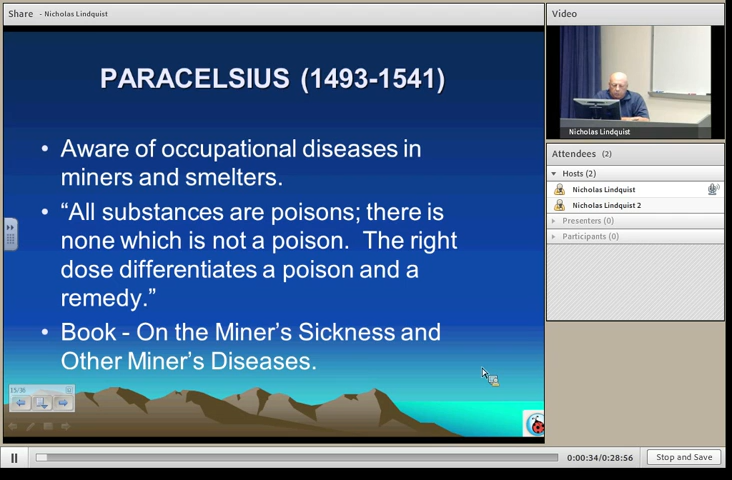 Share - Nicholas Lindquist
PARACELSIUS (1493-1541)
• Aware of occupational diseases in
miners and smelters.
• “All substances are poisons; there is
none which is not a poison. The right
dose differentiates a poison and a
remedy.”
• Book - On the Miner’s Sickness and
Other Miner’s Diseases.
15/36
Video
Nicholas Lindquist
Attendees (2)
Hosts (2)
Nicholas Lindquist
Nicholas Lindquist 2
Presenters (0)
Participants (0)
0:00:34/0:28:56
Stop and Save